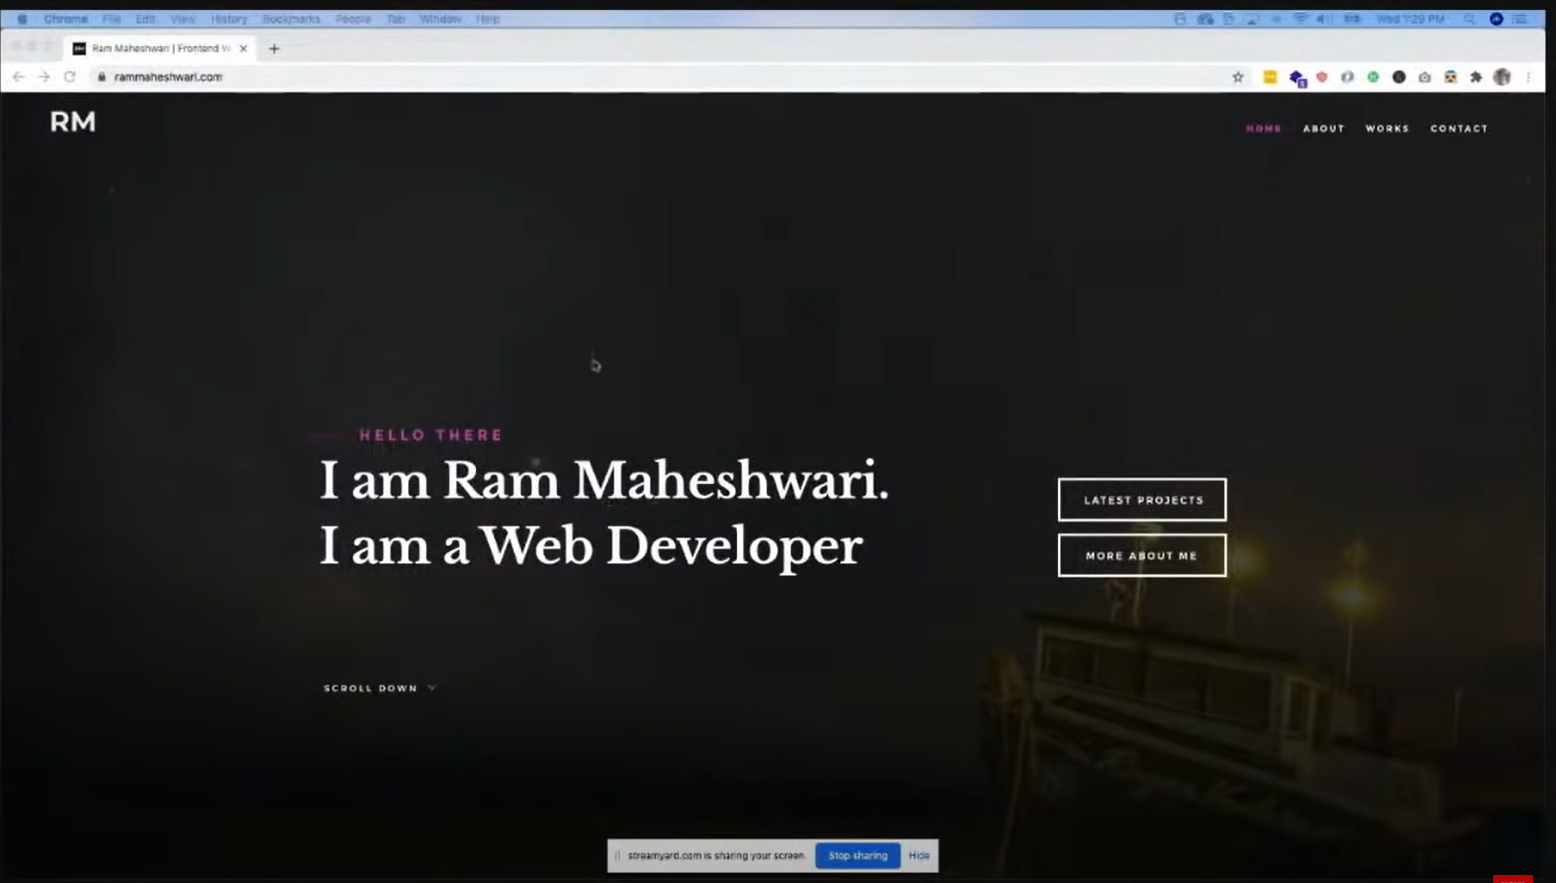 Chrome File Edit View History Bookmarks People Tab Window Help Wed 1:29 PM
Ram Maheshwari | Frontend W
rammaheshwari.com
RM
HOME ABOUT WORKS CONTACT
HELLO THERE
I am Ram Maheshwari.
I am a Web Developer
LATEST PROJECTS
MORE ABOUT ME
SCROLL DOWN
streamyard.com is sharing your screen. Stop sharing Hide